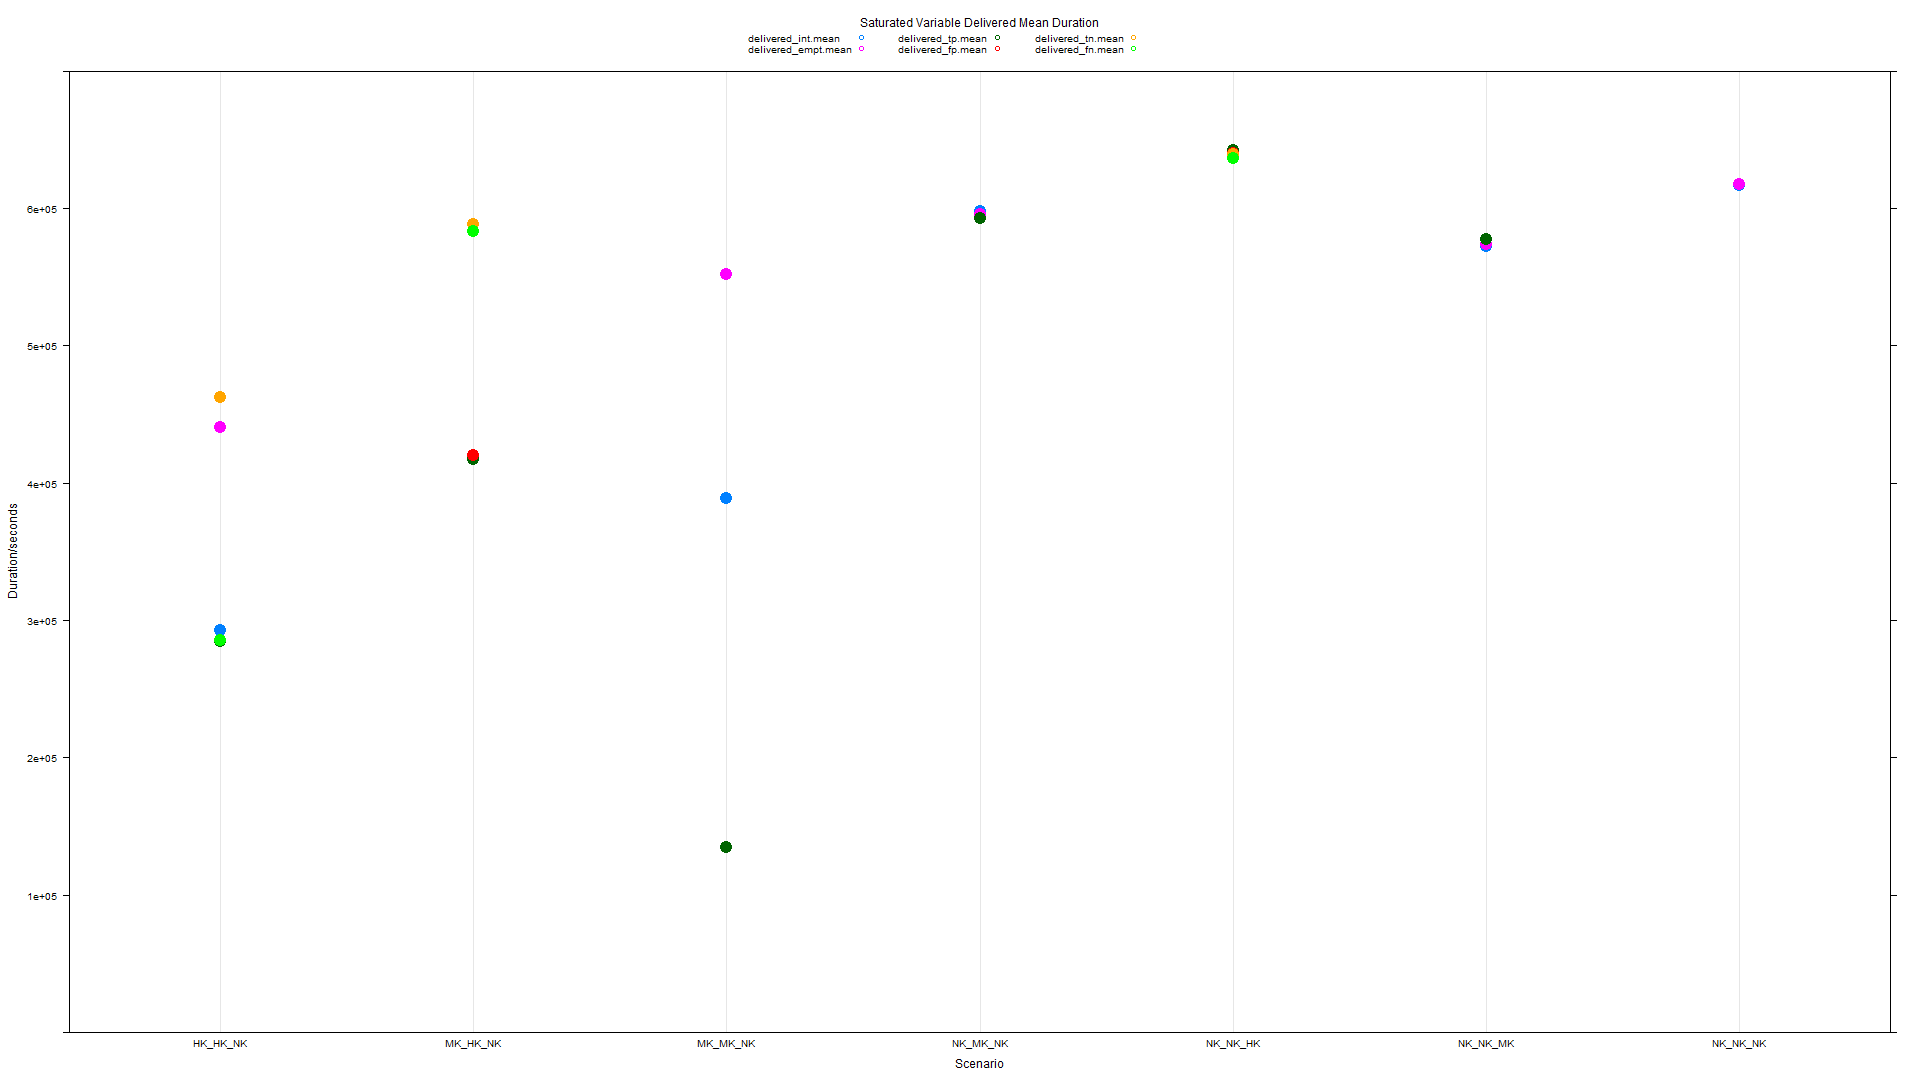 Saturated Variable Delivered Mean Duration
delivered_int.mean delivered_tp.mean delivered_tn.mean
delivered_empt.mean delivered_fp.mean delivered_fn.mean
6e+05
5e+05
4e+05
3e+05
2e+05
1e+05
Duration/seconds
HK_HK_NK MK_HK_NK MK_MK_NK NK_MK_NK NK_NK_HK NK_NK_MK NK_NK_NK
Scenario